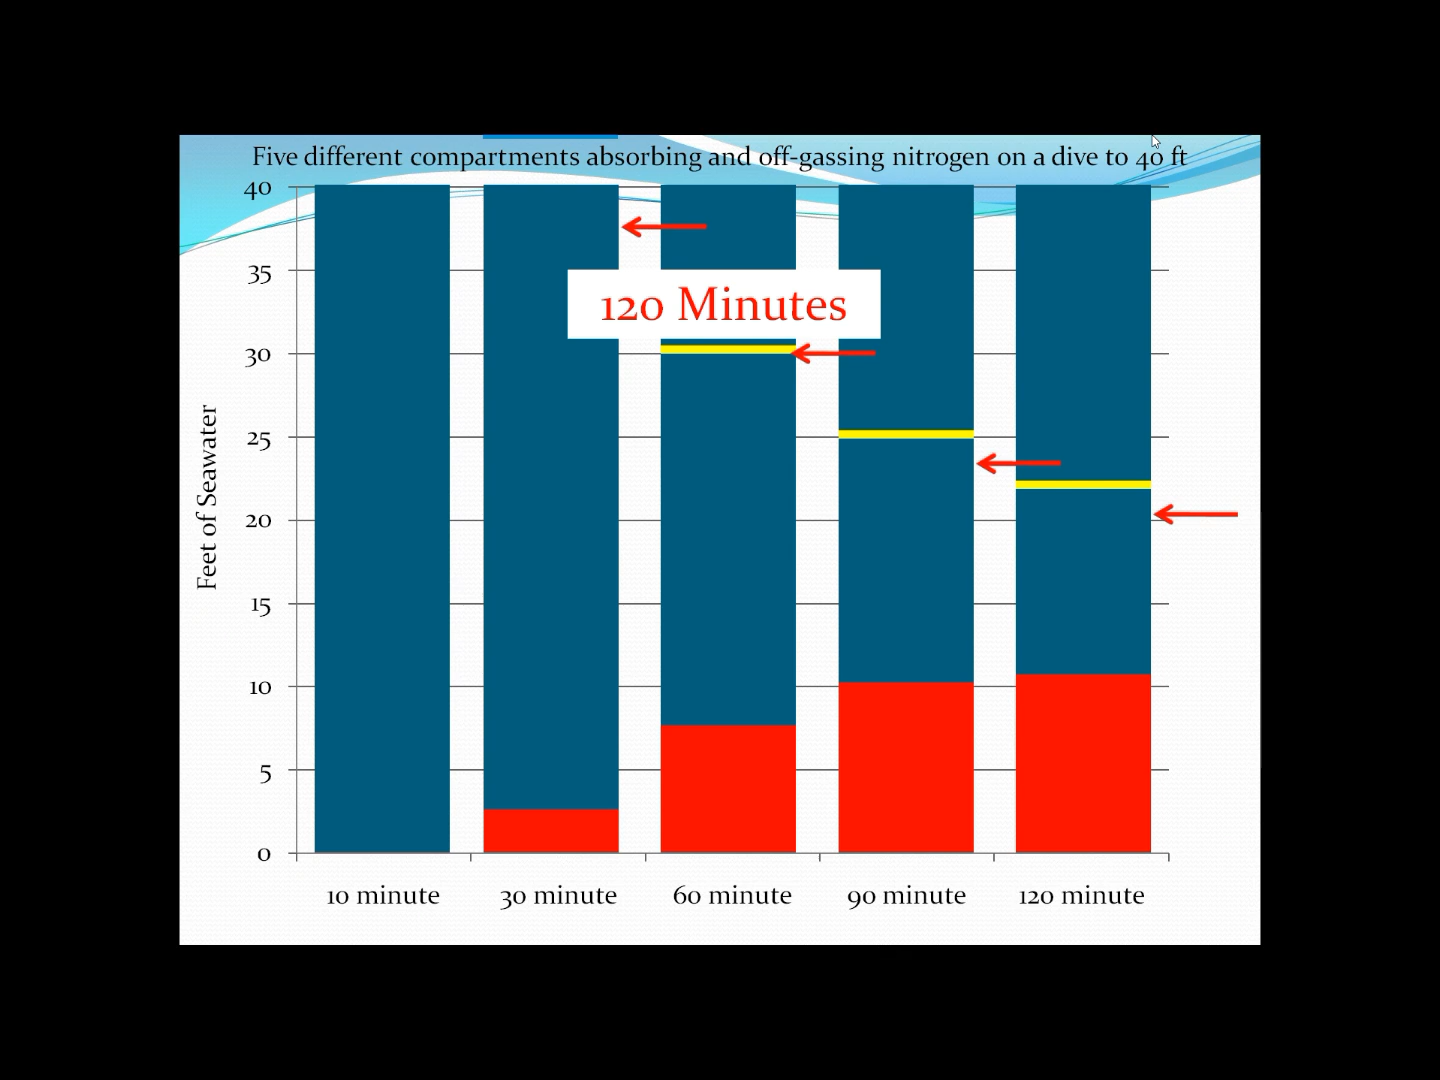 Five different compartments absorbing and off-gassing nitrogen on a dive to 40 ft
40
35
120 Minutes
30
25
Feet of Seawater
20
15
10
5
0
10 minute 30 minute 60 minute 90 minute 120 minute